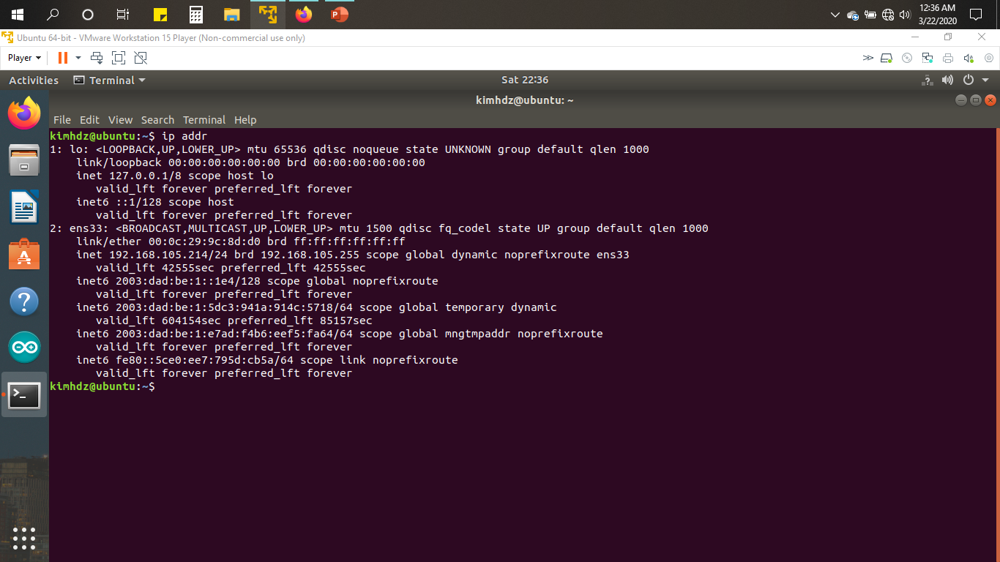 12:36 AM
3/22/2020
Ubuntu 64-bit - VMware Workstation 15 Player (Non-commercial use only)
Player
Activities
Terminal
Sat 22:36
kimhdz@ubuntu: ~
File Edit View Search Terminal Help
kimhdz@ubuntu:~$ ip addr
1: lo: <LOOPBACK,UP,LOWER_UP> mtu 65536 qdisc noqueue state UNKNOWN group default qlen 1000
link/loopback 00:00:00:00:00:00 brd 00:00:00:00:00:00
inet 127.0.0.1/8 scope host lo
valid_lft forever preferred_lft forever
inet6 ::1/128 scope host
valid_lft forever preferred_lft forever
2: ens33: <BROADCAST,MULTICAST,UP,LOWER_UP> mtu 1500 qdisc fq_codel state UP group default qlen 1000
link/ether 00:0c:29:9c:8d:d0 brd ff:ff:ff:ff:ff:ff
inet 192.168.105.214/24 brd 192.168.105.255 scope global dynamic noprefixroute ens33
valid_lft 42555sec preferred_lft 42555sec
inet6 2003:dad:be:1::1e4/128 scope global noprefixroute
valid_lft forever preferred_lft forever
inet6 2003:dad:be:1:5dc3:941a:914c:5718/64 scope global temporary dynamic
valid_lft 604154sec preferred_lft 85157sec
inet6 2003:dad:be:1:e7ad:f4b6:eef5:fa64/64 scope global mngtmpaddr noprefixroute
valid_lft forever preferred_lft forever
inet6 fe80::5ce0:ee7:795d:cb5a/64 scope link noprefixroute
valid_lft forever preferred_lft forever
kimhdz@ubuntu:~$